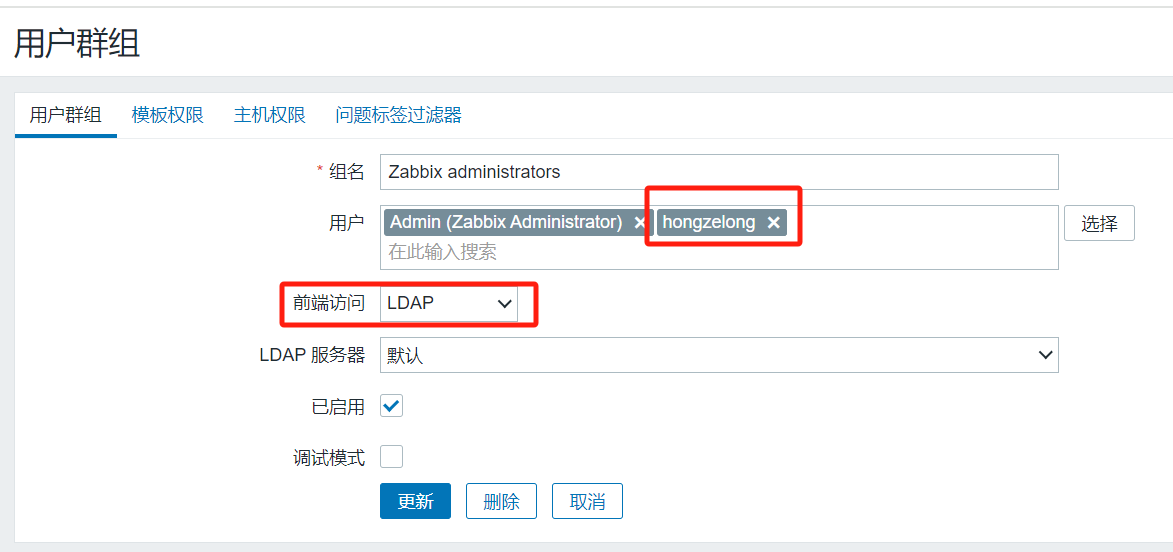 用户群组
用户群组 模板权限 主机权限 问题标签过滤器
* 组名 Zabbix administrators
用户 Admin (Zabbix Administrator) × hongzelong × 选择
在此输入搜索
前端访问 LDAP
LDAP 服务器 默认
已启用
调试模式
更新 删除 取消